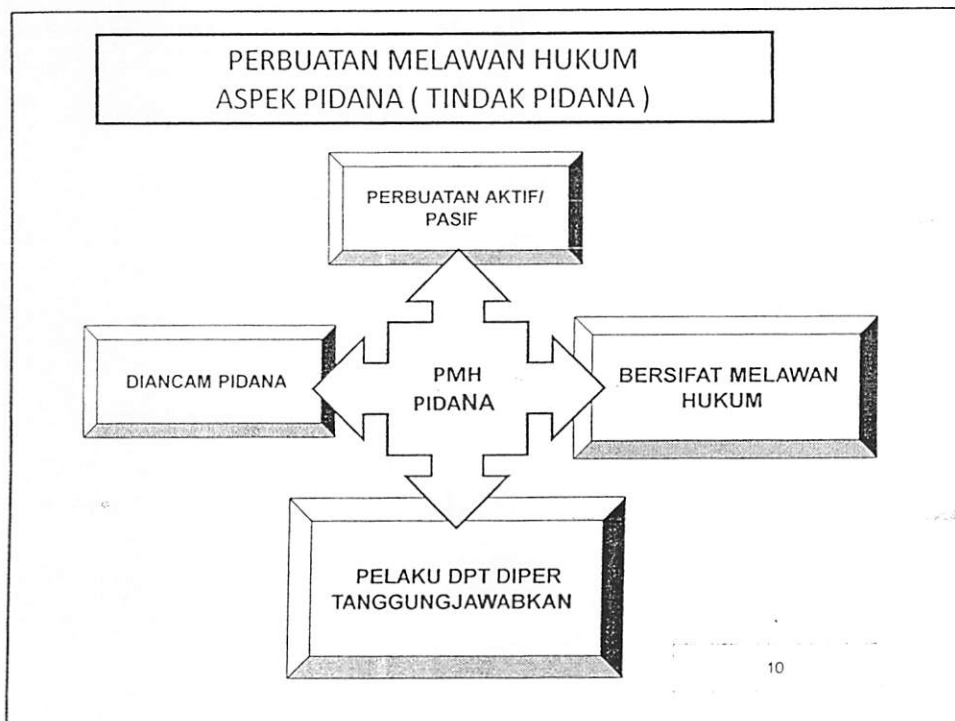 PERBUATAN MELAWAN HUKUM
ASPEK PIDANA ( TINDAK PIDANA )
PERBUATAN AKTIF/
PASIF
DIANCAM PIDANA
PMH
PIDANA
BERSIFAT MELAWAN
HUKUM
PELAKU DPT DIPER
TANGGUNGJAWABKAN
10